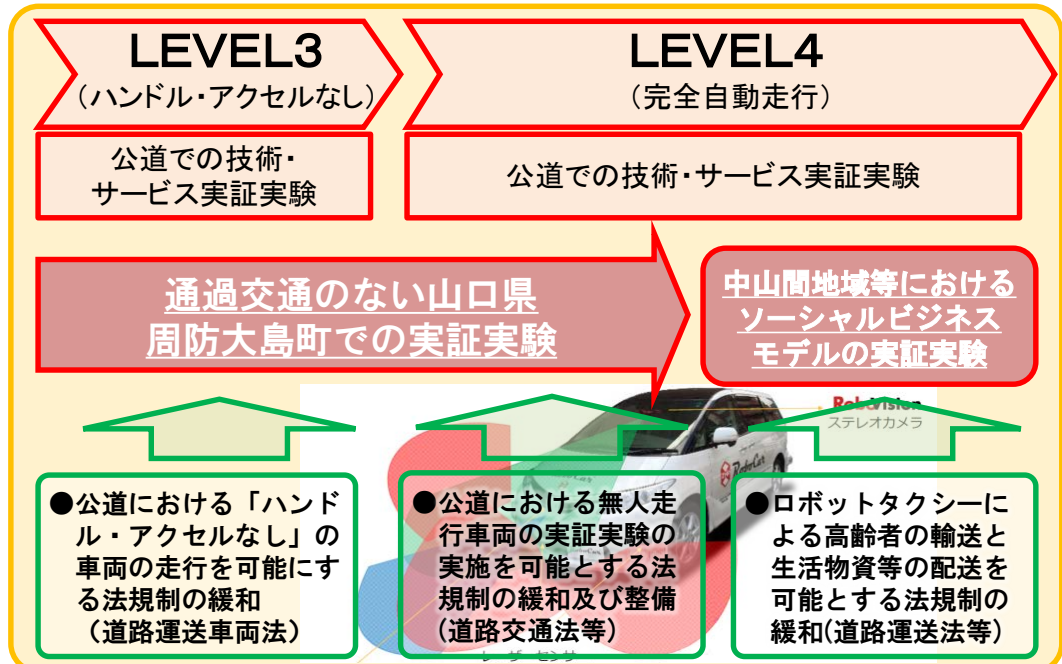 LEVEL3
（ハンドル・アクセルなし）
LEVEL4
（完全自動走行）
公道での技術・
サービス実証実験
公道での技術・サービス実証実験
通過交通のない山口県
周防大島町での実証実験
中山間地域等における
ソーシャルビジネス
モデルの実証実験
RoboVision
ステレオカメラ
RoboCar
●公道における「ハンド
ル・アクセルなし」の
車両の走行を可能にす
る法規制の緩和
（道路運送車両法）
●公道における無人走
行車両の実証実験の
実施を可能とする法
規制の緩和及び整備
(道路交通法等)
●ロボットタクシーに
よる高齢者の輸送と
生活物資等の配送を
可能とする法規制の
緩和(道路運送法等)
レーザーセンサ